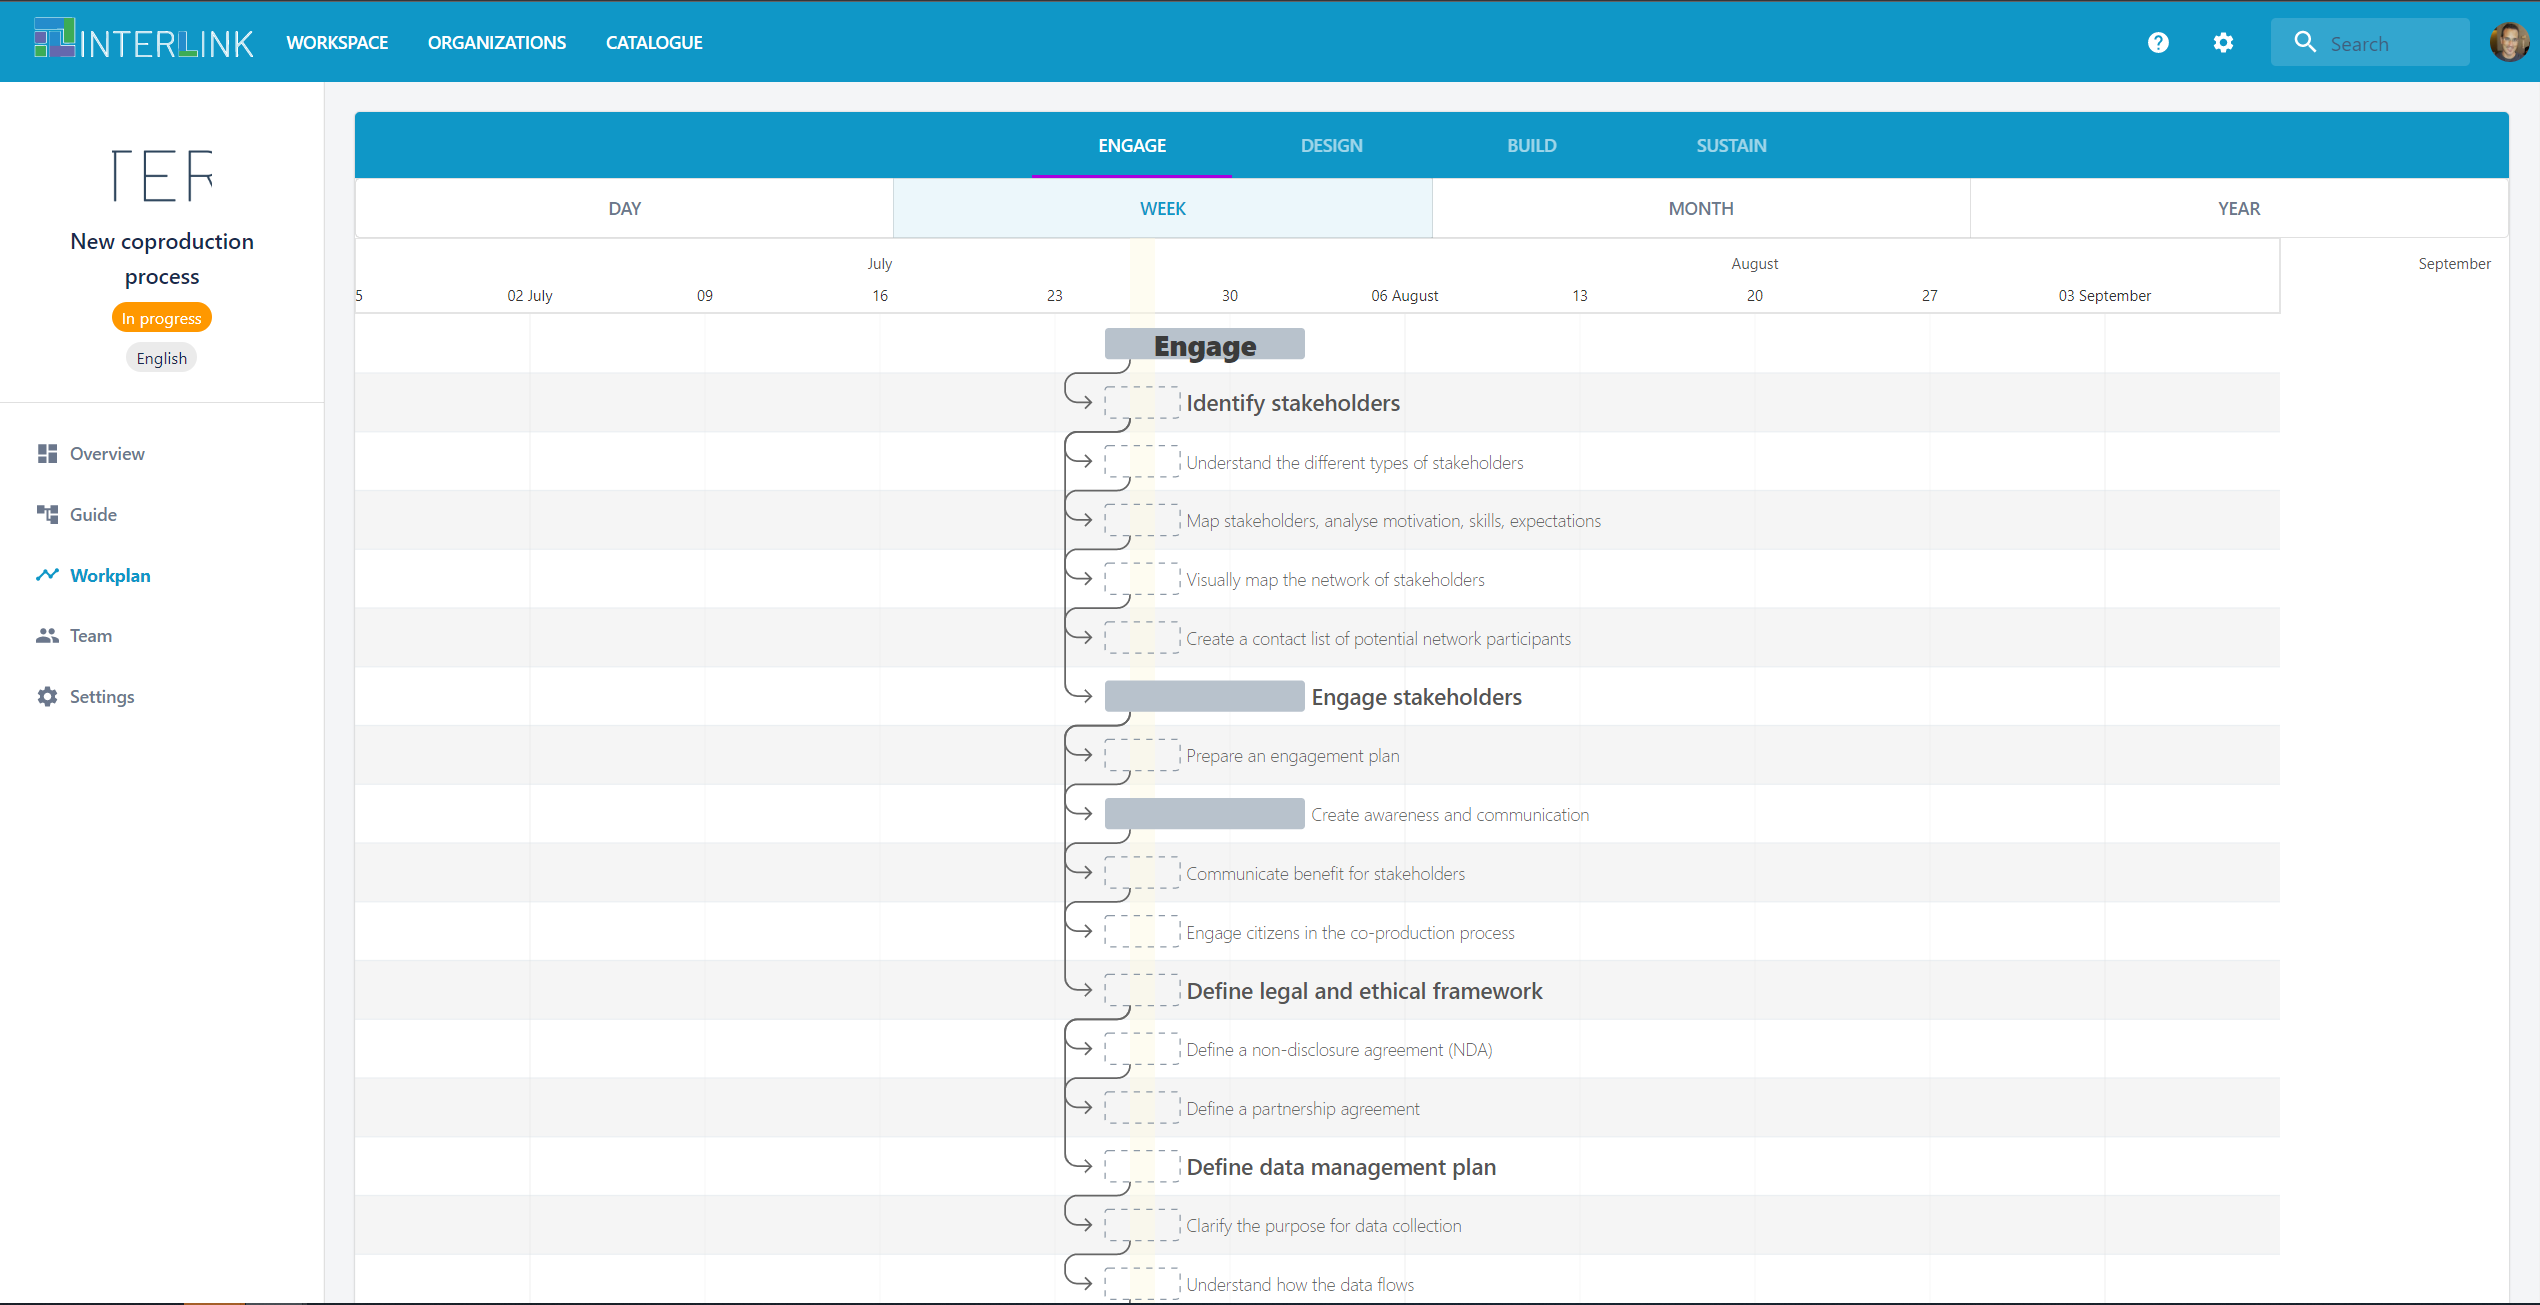 INTERLINK WORKSPACE ORGANIZATIONS CATALOGUE Search
TER
New coproduction
process
In progress
English
Overview
Guide
Workplan
Team
Settings
ENGAGE DESIGN BUILD SUSTAIN
DAY WEEK MONTH YEAR
July August September
5 02 July 09 16 23 30 06 August 13 20 27 03 September
Engage
Identify stakeholders
Understand the different types of stakeholders
Map stakeholders, analyse motivation, skills, expectations
Visually map the network of stakeholders
Create a contact list of potential network participants
Engage stakeholders
Prepare an engagement plan
Create awareness and communication
Communicate benefit for stakeholders
Engage citizens in the co-production process
Define legal and ethical framework
Define a non-disclosure agreement (NDA)
Define a partnership agreement
Define data management plan
Clarify the purpose for data collection
Understand how the data flows